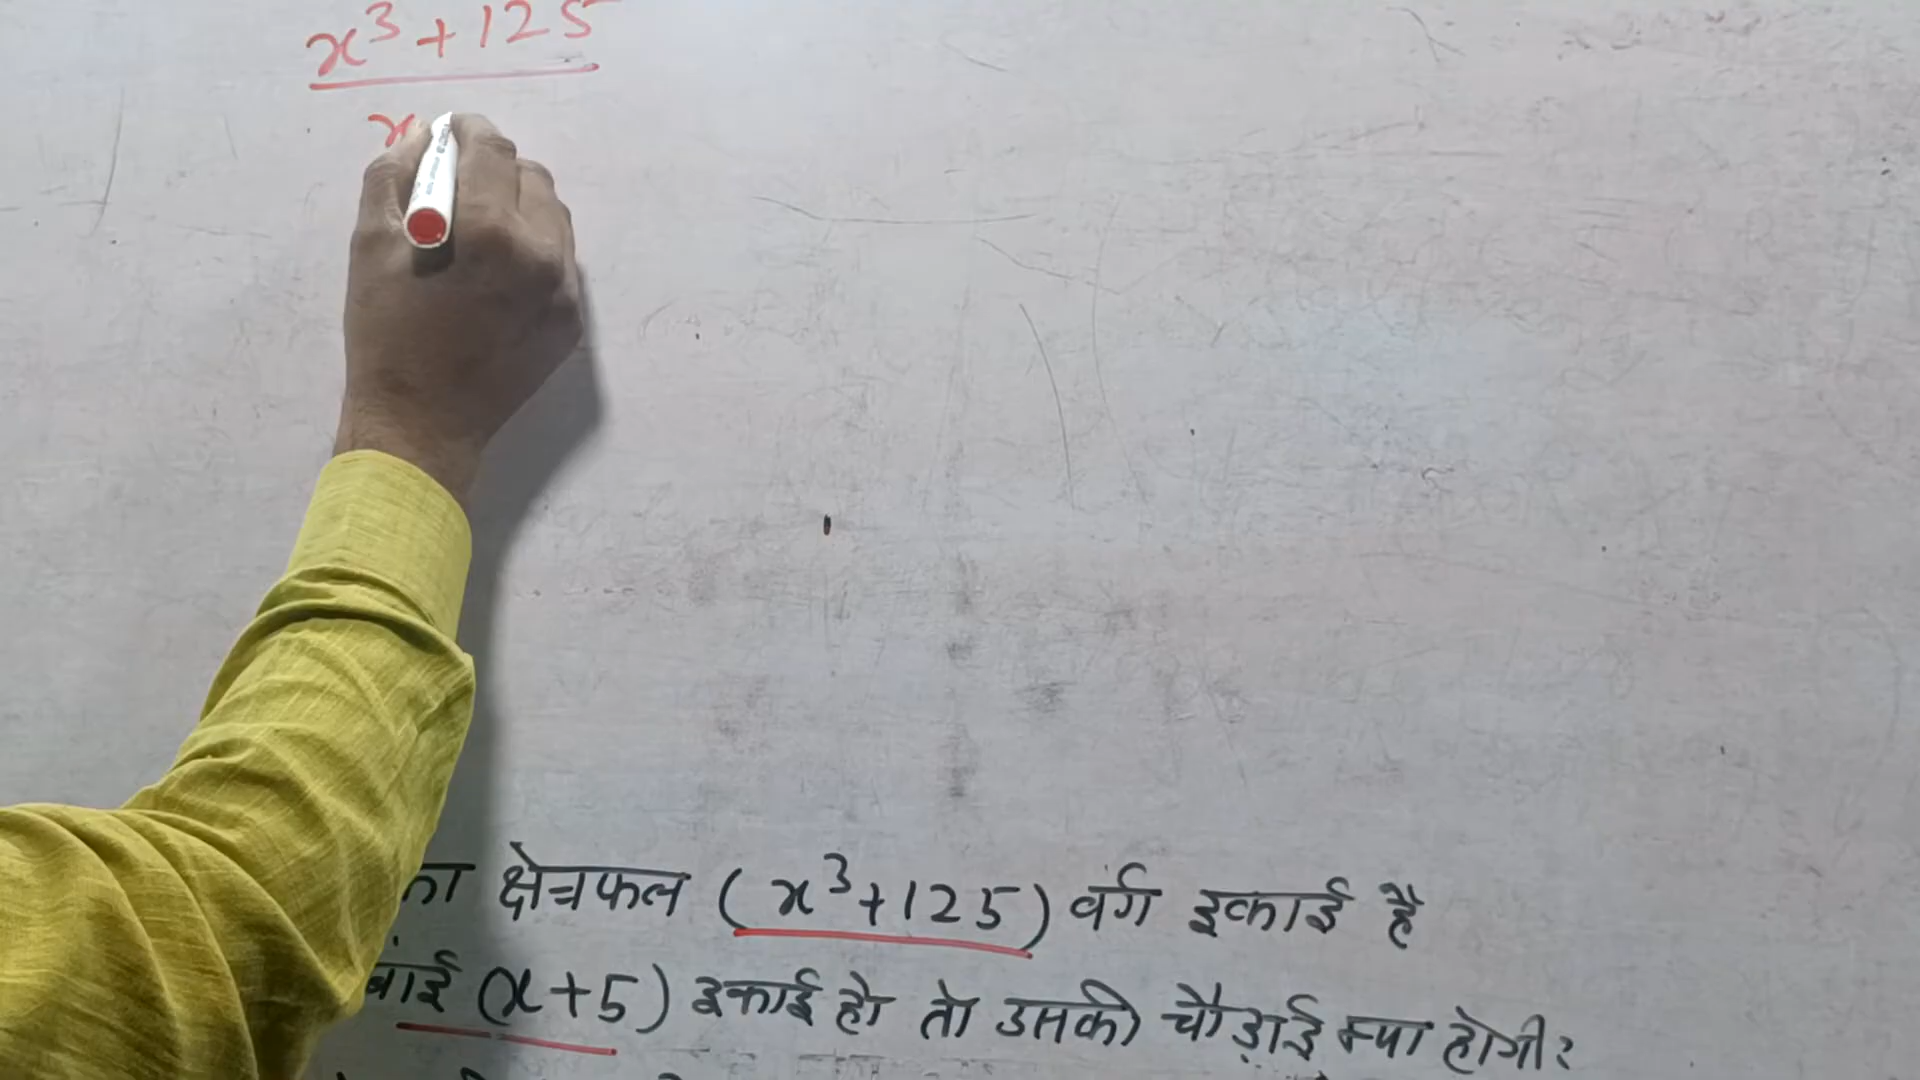 x³+125
x
का क्षेत्रफल (x³+125) वर्ग इकाई है
बांई (x+5) इकाई हो तो उसकी चौड़ाई क्या होगी?